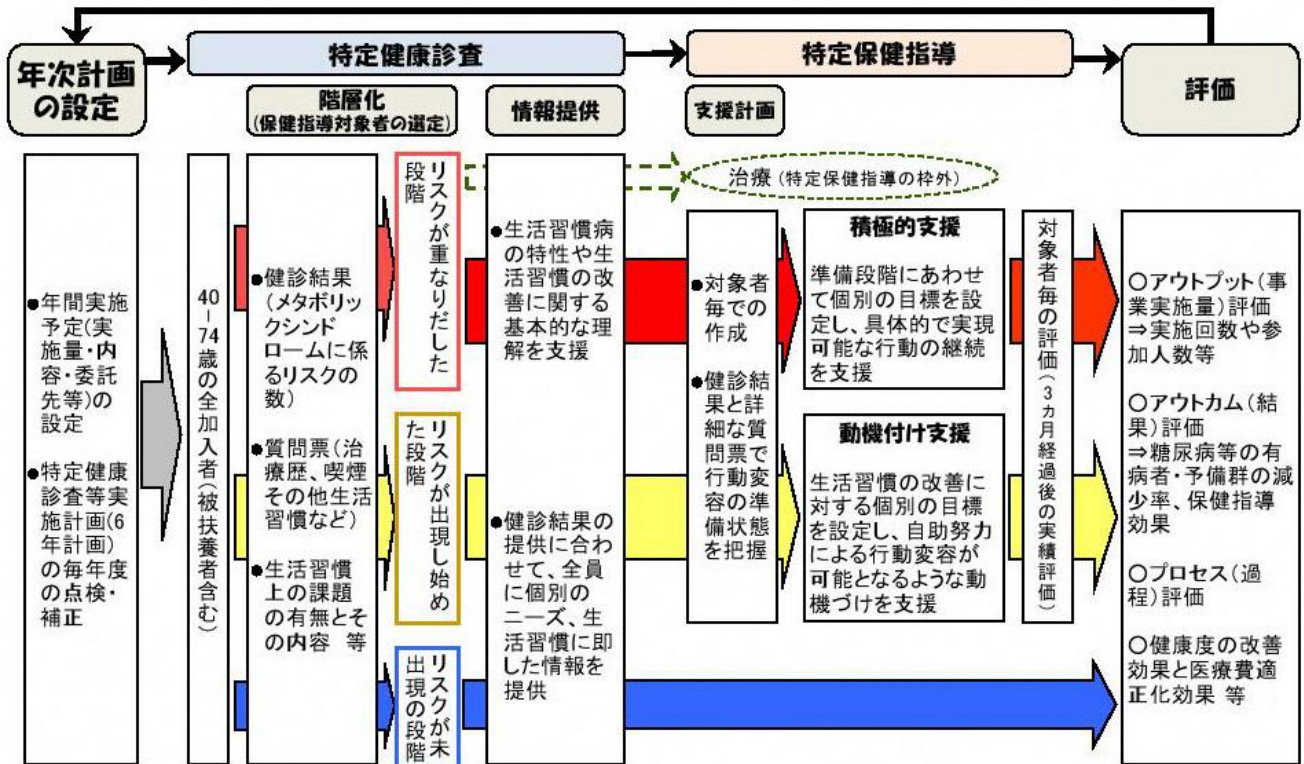 年次計画
の設定
特定健康診査
特定保健指導
評価
階層化
(保健指導対象者の選定)
情報提供
支援計画
●年間実施
予定(実
施量・内
容・委託
先等)の
設定
●特定健康
診査等実
施計画(6
年計画)
の毎年度
の点検・
補正
40-74歳の全加入者(被扶養者含む)
●健診結果
(メタボリッ
クシンド
ロームに係
るリスクの
数)
●質問票(治
療歴、喫煙
その他生活
習慣など)
●生活習慣
上の課題
の有無とそ
の内容 等
リスクが重なりだした
段階
リスクが出現し始め
た段階
リスクが未
出現の段階
●生活習慣病
の特性や生
活習慣の改
善に関する
基本的な理
解を支援
●健診結果の
提供に合わ
せて、全員
に個別の
ニーズ、生
活習慣に即
した情報を
提供
治療(特定保健指導の枠外)
●対象者
毎での
作成
●健診結
果と詳
細な質
問票で
行動変
容の準
備状態
を把握
積極的支援
準備段階にあわせ
て個別の目標を設
定し、具体的で実現
可能な行動の継続
を支援
動機付け支援
生活習慣の改善に
対する個別の目標
を設定し、自助努力
による行動変容が
可能となるような動
機づけを支援
対象者毎の評価(3ヵ月経過後の実績評価)
○アウトプット(事
業実施量)評価
⇒実施回数や参
加人数等
○アウトカム(結
果)評価
⇒糖尿病等の有
病者・予備群の減
少率、保健指導
効果
○プロセス(過
程)評価
○健康度の改善
効果と医療費適
正化効果 等